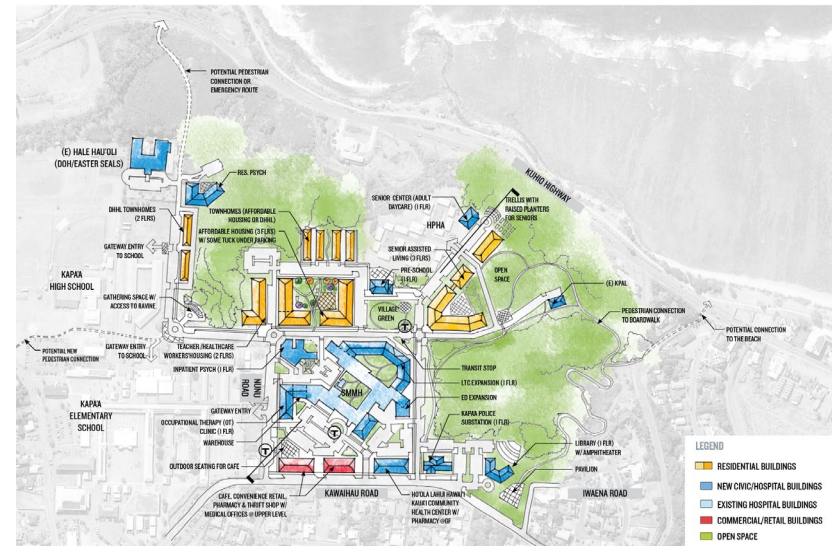 POTENTIAL PEDESTRIAN
CONNECTION OR
EMERGENCY ROUTE
(E) HALE HAU'OLI
(DOH/EASTER SEALS)
RES. PSYCH
KUHIO HIGHWAY
DHHL TOWNHOMES
(2 FLRS)
TOWNHOMES (AFFORDABLE
HOUSING OR DHHL)
AFFORDABLE HOUSING (3 FLRS)
W/ SOME TUCK UNDER PARKING
SENIOR CENTER (ADULT
DAYCARE) (1 FLR)
HPHA
TRELLIS WITH
RAISED PLANTERS
FOR SENIORS
GATEWAY ENTRY
TO SCHOOL
SENIOR ASSISTED
LIVING (3 FLRS)
PRE-SCHOOL
(1 FLR)
OPEN
SPACE
(E) KPAL
KAPA'A
HIGH SCHOOL
GATHERING SPACE W/
ACCESS TO RAVINE
VILLAGE
GREEN
PEDESTRIAN CONNECTION
TO BOARDWALK
POTENTIAL CONNECTION
TO THE BEACH
T
POTENTIAL NEW
PEDESTRIAN CONNECTION
GATEWAY ENTRY
TO SCHOOL
TEACHER/HEALTHCARE
WORKERS'HOUSING (2 FLRS)
INPATIENT PSYCH (1 FLR)
NUNU
ROAD
SMMH
TRANSIT STOP
LTC EXPANSION (1 FLR)
ED EXPANSION
KAPA'A
ELEMENTARY
SCHOOL
GATEWAY ENTRY
OCCUPATIONAL THERAPY (OT)
CLINIC (1 FLR)
WAREHOUSE
T
T
KAPAA POLICE
SUBSTATION (1 FLR)
LIBRARY (1 FLR)
W/ AMPHITHEATER
OUTDOOR SEATING FOR CAFE
PAVILION
CAFE, CONVENIENCE RETAIL,
PHARMACY & THRIFT SHOP W/
MEDICAL OFFICES @ UPPER LEVEL
KAWAIHAU ROAD
HO'OLA LAHUI HAWAI'I
KAUA'I COMMUNITY
HEALTH CENTER W/
PHARMACY @GF
IWAENA ROAD
LEGEND
RESIDENTIAL BUILDINGS
NEW CIVIC/HOSPITAL BUILDINGS
EXISTING HOSPITAL BUILDINGS
COMMERCIAL/RETAIL BUILDINGS
OPEN SPACE